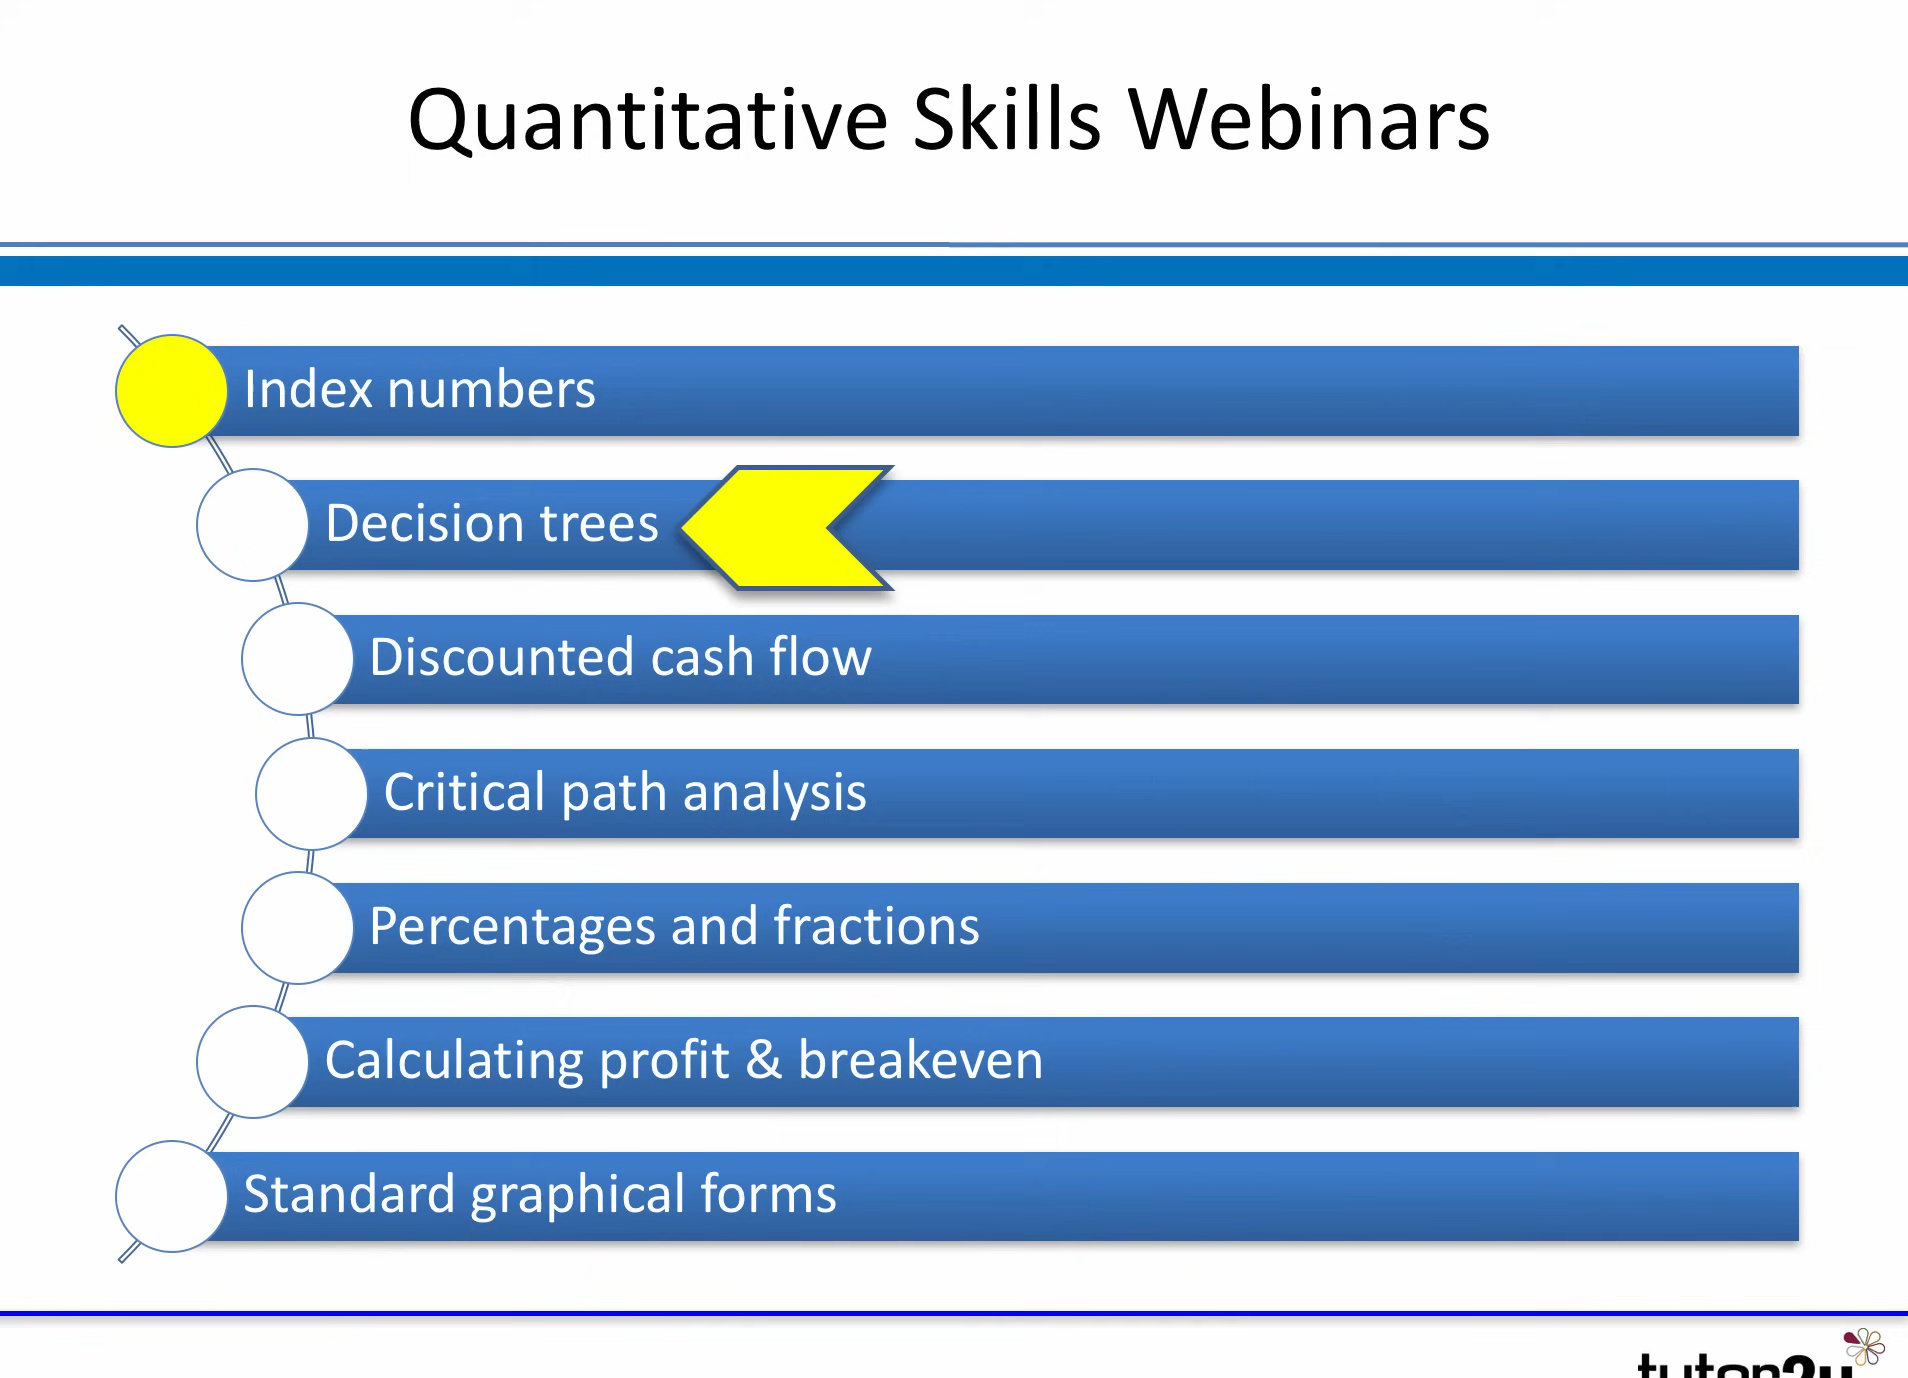 Quantitative Skills Webinars
Index numbers
Decision trees
Discounted cash flow
Critical path analysis
Percentages and fractions
Calculating profit & breakeven
Standard graphical forms
tutor2u